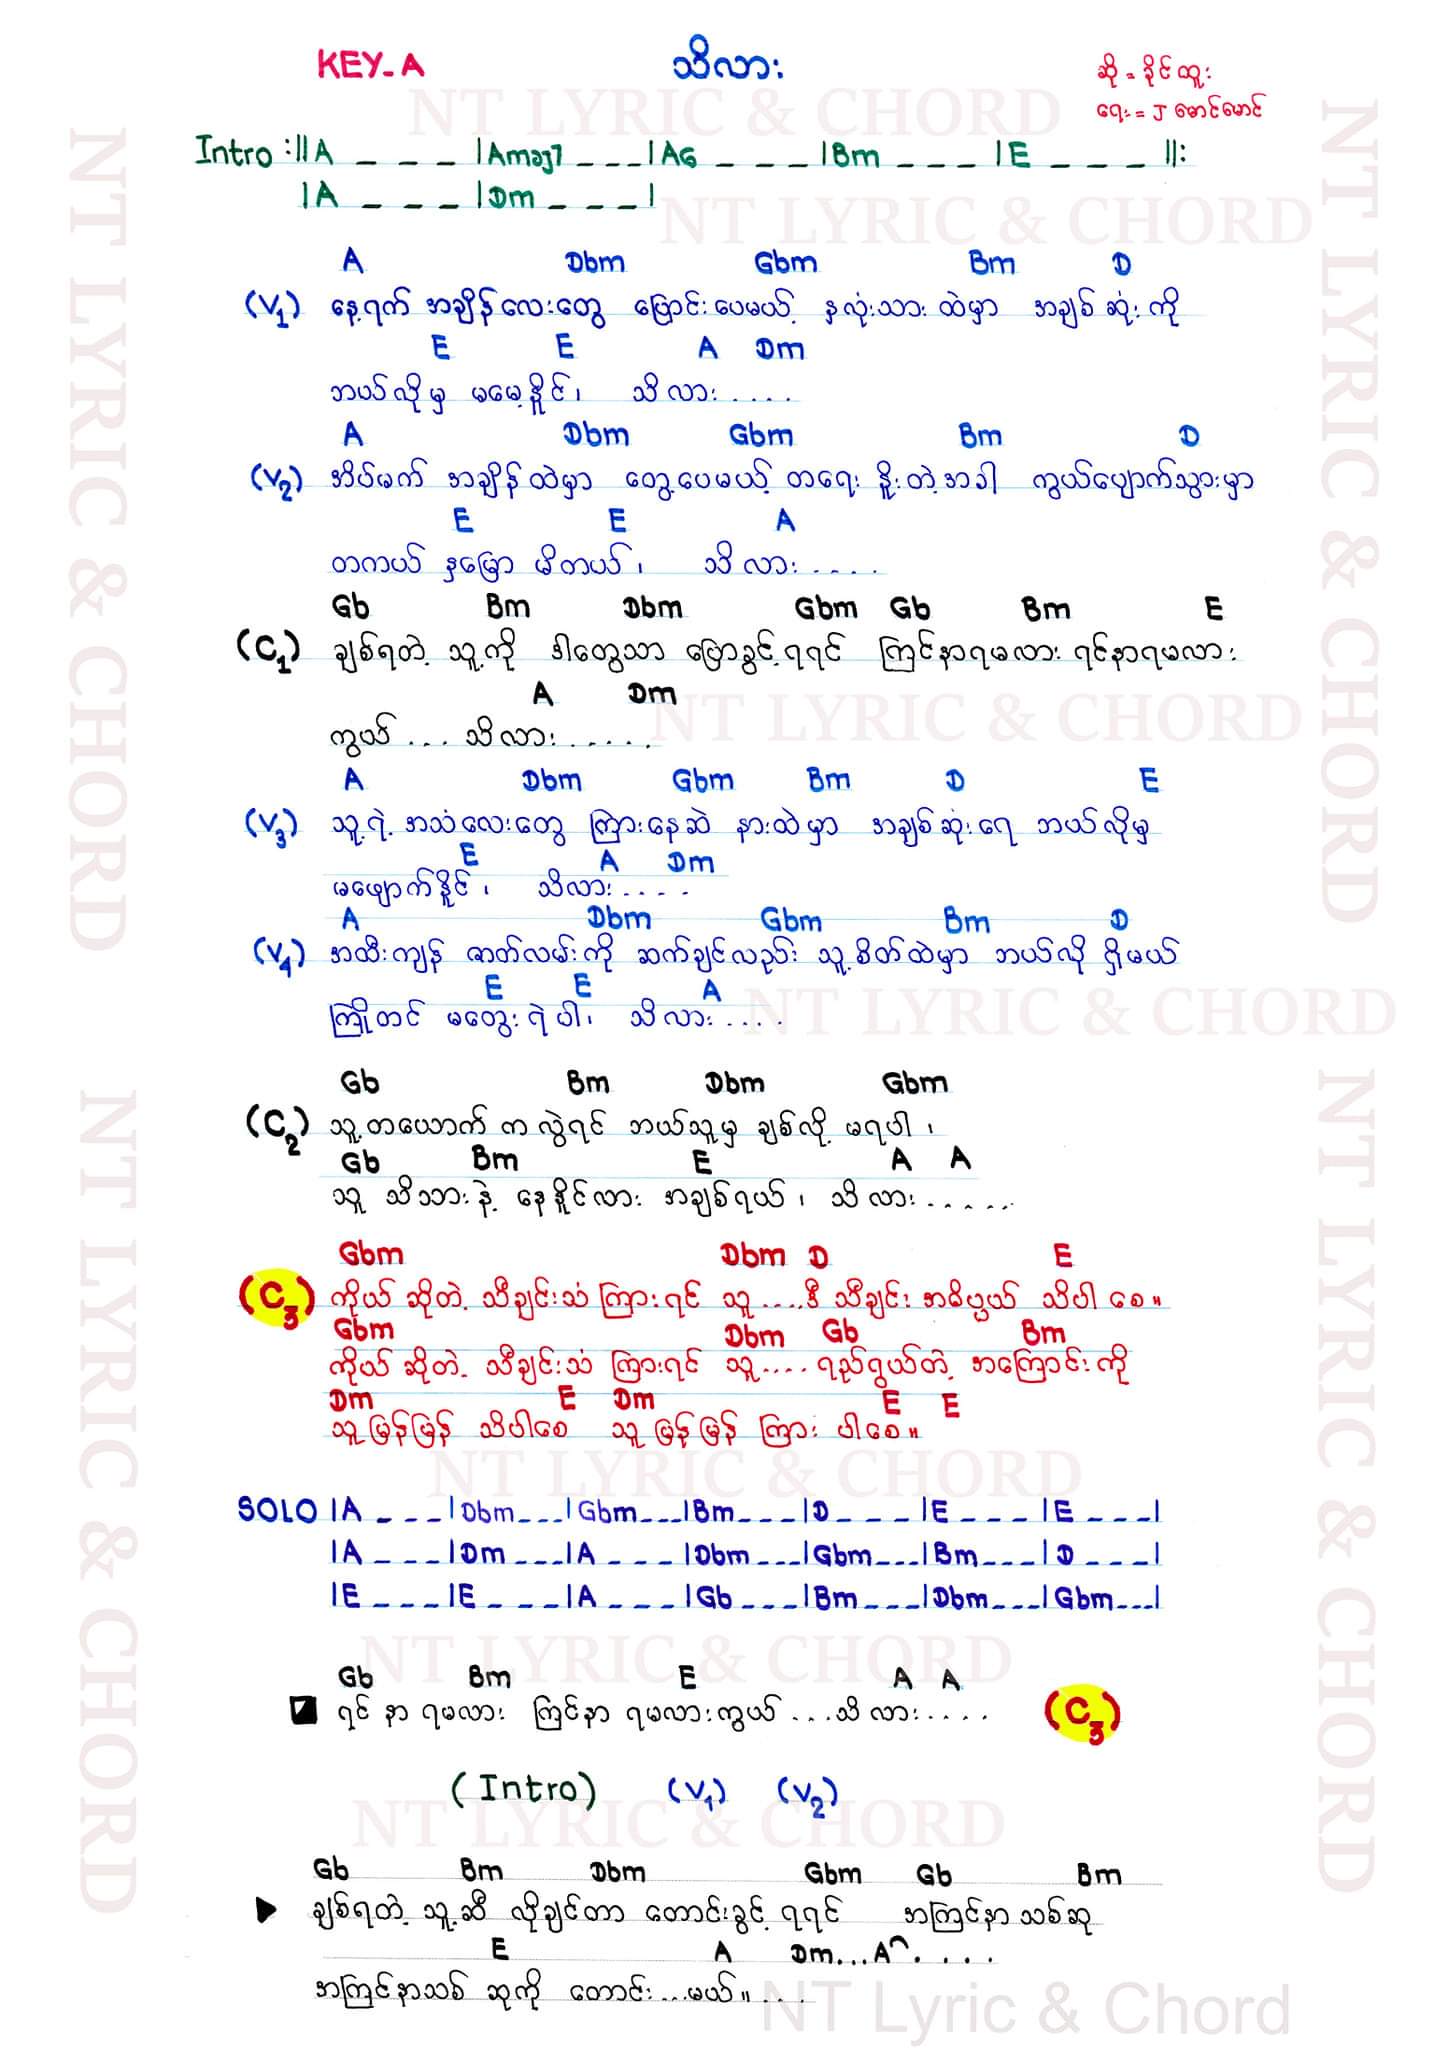 KEY-A
သိလား
ဆို = ခိုင်ထူး
ရေး = J မောင်မောင်
Intro :||A _ _ _ |Amaj7 _ _ _|A6 _ _ _ |Bm _ _ _ |E _ _ _ ||:
|A _ _ _ |Dm _ _ _|
A Dbm Gbm Bm D
(V1) နေ့ရက် အချိန်လေးတွေ ပြောင်းပေမယ့် နှလုံးသားထဲမှာ အချစ်ဆုံးကို
E E A Dm
ဘယ်လိုမှ မမေ့နိူင်၊ သိလား....
A Dbm Gbm Bm D
(V2) အိပ်မက် အချိန်ထဲမှာ တွေ့ပေမယ့် တရေး နိူးတဲ့အခါ ကွယ်ပျောက်သွားမှာ
E E A
တကယ် နှမြော မိတယ်၊ သိလား....
Gb Bm Dbm Gbm Gb Bm E
(C1) ချစ်ရတဲ့ သူ့ကို ဒါတွေသာ ပြောခွင့်ရရင် ကြင်နာရမလား ရင်နာရမလား
A Dm
ကွယ် ... သိလား.....
A Dbm Gbm Bm D E
(V3) သူ့ရဲ့ အသံလေးတွေ ကြားနေဆဲ နားထဲမှာ အချစ်ဆုံးရေ ဘယ်လိုမှ
E A Dm
မဖျောက်နိူင်၊ သိလား....
A Dbm Gbm Bm D
(V4) အထီးကျန် ဇာတ်လမ်းကို ဆက်ချင်လည်း သူ့စိတ်ထဲမှာ ဘယ်လို ရှိမယ်
E E A
ကြိုတင် မတွေးရဲပါ၊ သိလား....
Gb Bm Dbm Gbm
(C2) သူ့တယောက် ကလွဲရင် ဘယ်သူမှ ချစ်လို့ မရပါ၊
Gb Bm E A A
သူ သိသားနဲ့ နေနိူင်လား အချစ်ရယ်၊ သိလား.....
Gbm Dbm D E
(C3) ကိုယ် ဆိုတဲ့ သီချင်းသံ ကြားရင် သူ....ဒီ သီချင်း အဓိပ္ပယ် သိပါ စေ။
Gbm Dbm Gb Bm
ကိုယ် ဆိုတဲ့ သီချင်းသံ ကြားရင် သူ.... ရည်ရွယ်တဲ့ အကြောင်းကို
Dm E Dm E E
သူ မြန်မြန် သိပါစေ သူ မြန်မြန် ကြား ပါစေ။
SOLO |A _ _ _ |Dbm _ _ _|Gbm _ _ _|Bm _ _ _|D _ _ _ |E _ _ _ |E _ _ _|
|A _ _ _ |Dm _ _ _|A _ _ _ |Dbm _ _ _|Gbm _ _ _|Bm _ _ _|D _ _ _|
|E _ _ _ |E _ _ _|A _ _ _ |Gb _ _ _|Bm _ _ _|Dbm _ _ _|Gbm _ _ _|
Gb Bm E A A
ရင် နာ ရမလား ကြင်နာ ရမလားကွယ် ...သိလား....
(C3)
(Intro) (V1) (V2)
Gb Bm Dbm Gbm Gb Bm
ချစ်ရတဲ့ သူ့ဆီ လိုချင်တာ တောင်းခွင့်ရရင် အကြင်နာသစ်ဆု
E A Dm...A....
အကြင်နာသစ် ဆုကို တောင်း...မယ်။....
NT Lyric & Chord
NT LYRIC & CHORD
NT LYRIC & CHORD
NT LYRIC & CHORD
NT LYRIC & CHORD
NT LYRIC & CHORD
NT LYRIC & CHORD
NT LYRIC & CHORD
NT LYRIC & CHORD
NT LYRIC & CHORD
NT LYRIC & CHORD
NT LYRIC & CHORD